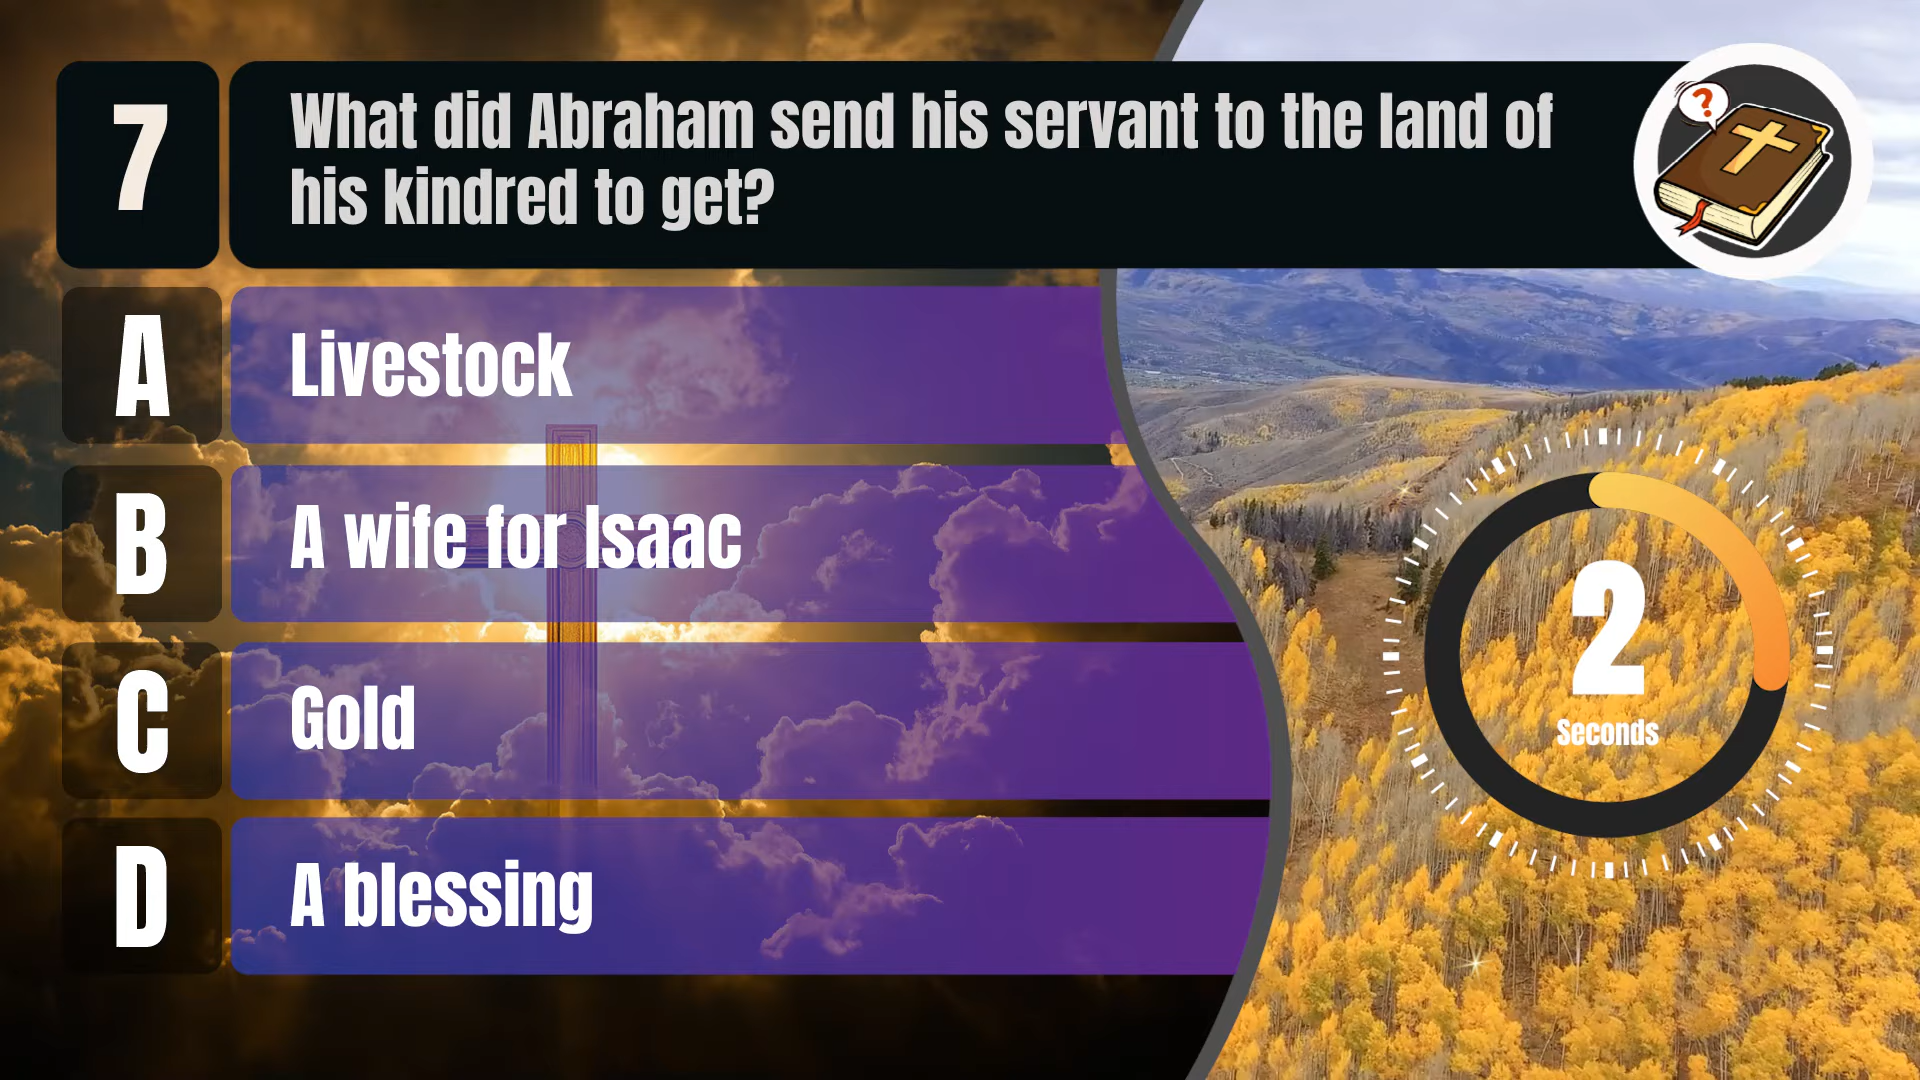 7
What did Abraham send his servant to the land of
his kindred to get?
?
A
Livestock
B
A wife for Isaac
C
Gold
D
A blessing
2
Seconds